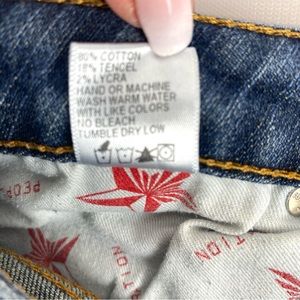 80% COTTON
18% TENCEL
2% LYCRA
HAND OR MACHINE
WASH WARM WATER
WITH LIKE COLORS
NO BLEACH
TUMBLE DRY LOW